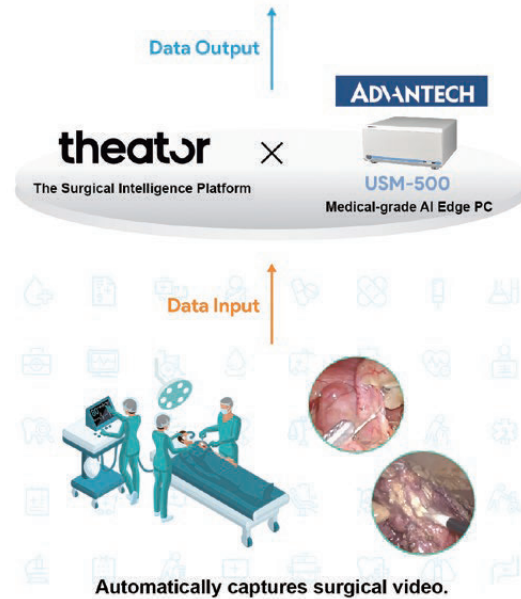 Data Output
ADVANTECH
theator
×
The Surgical Intelligence Platform
USM-500
Medical-grade AI Edge PC
Data Input
Automatically captures surgical video.